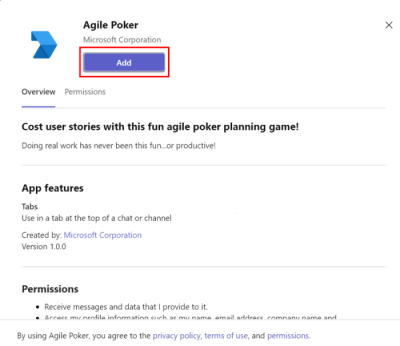 Agile Poker
Microsoft Corporation
Add
Overview Permissions
Cost user stories with this fun agile poker planning game!
Doing real work has never been this fun...or productive!
App features
Tabs
Use in a tab at the top of a chat or channel
Created by: Microsoft Corporation
Version 1.0.0
Permissions
• Receive messages and data that I provide to it.
• Access my profile information such as my name, email address, company name and
By using Agile Poker, you agree to the privacy policy, terms of use, and permissions.